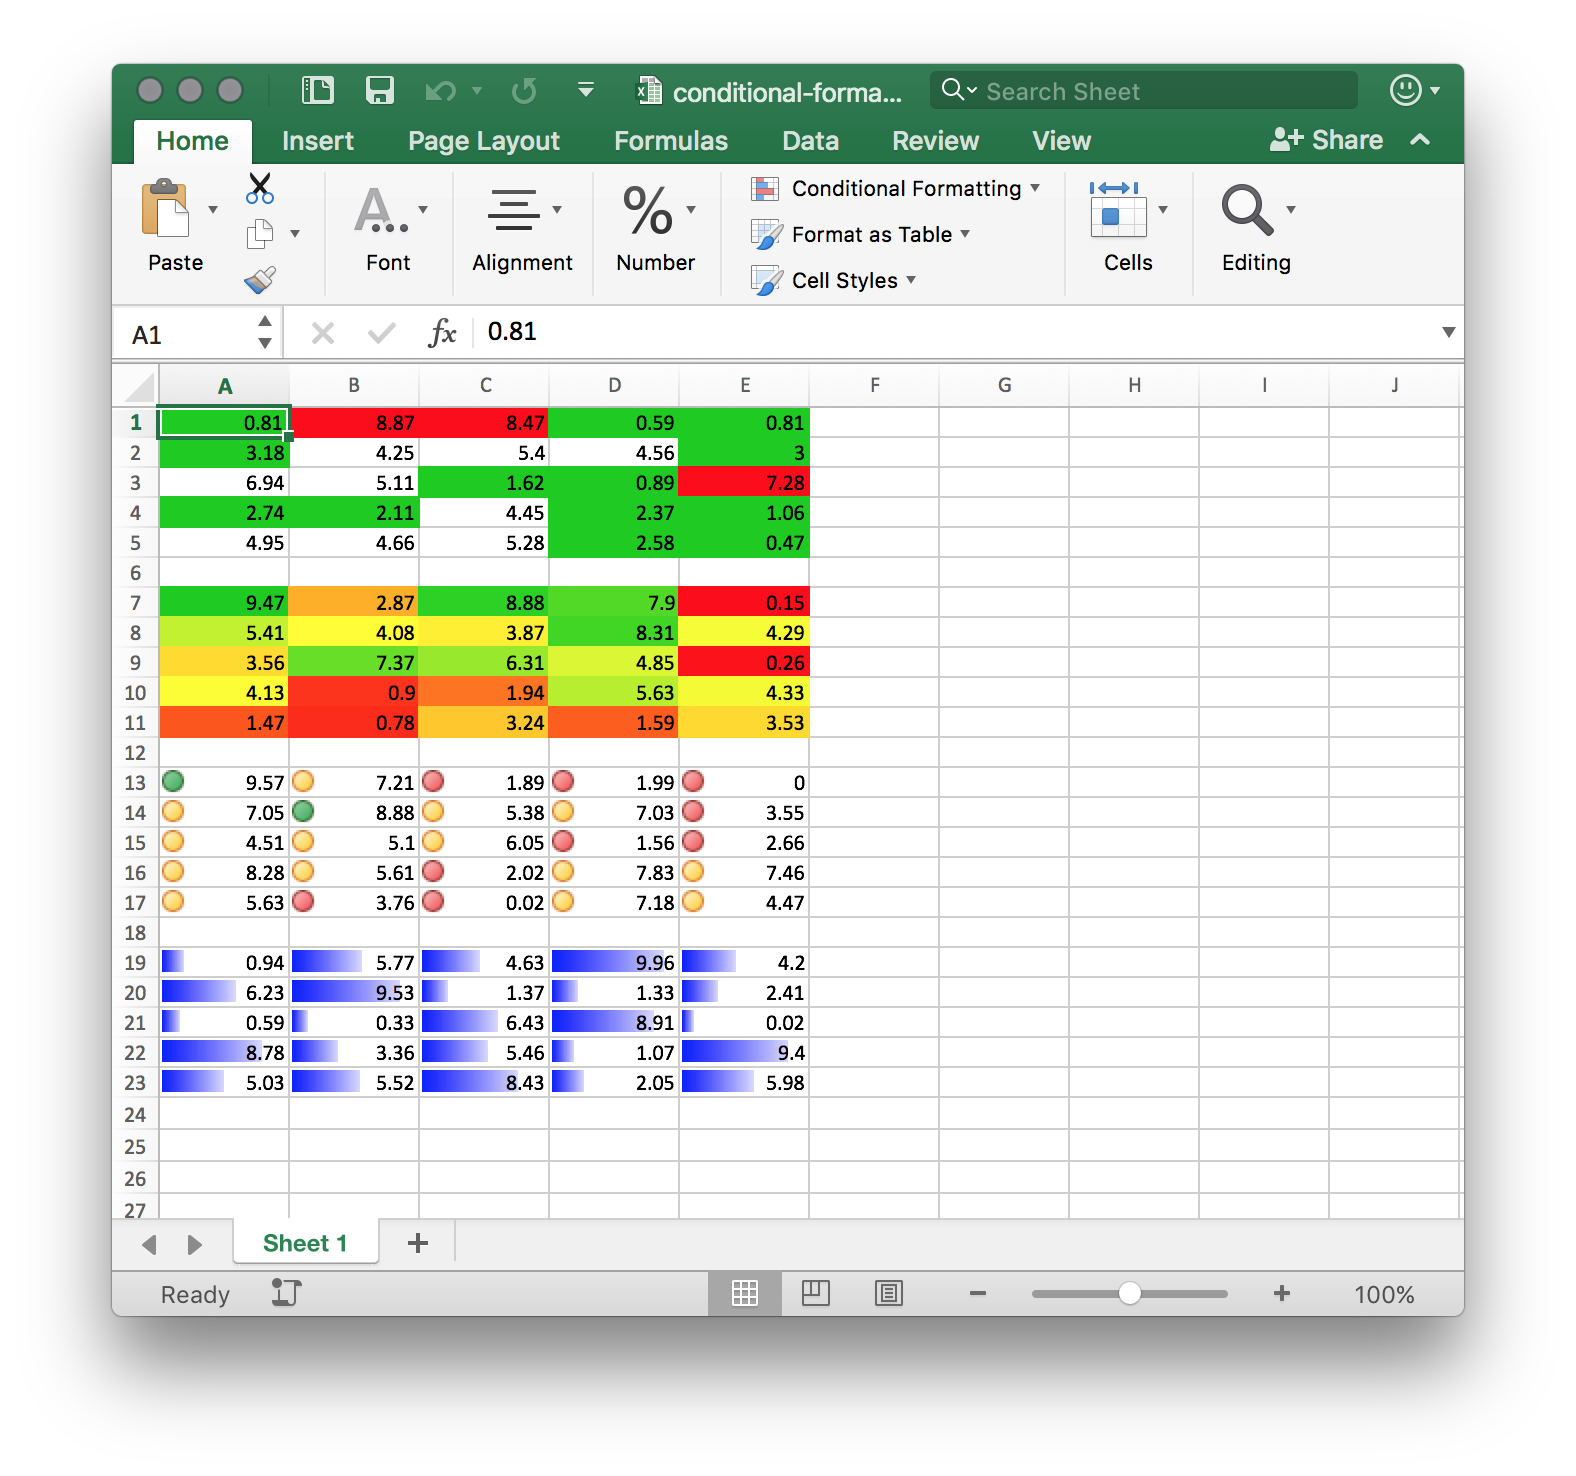 conditional-forma... Search Sheet
Home Insert Page Layout Formulas Data Review View Share
Paste Font Alignment % Number Conditional Formatting Format as Table Cell Styles Cells Editing
A1 fx 0.81
A B C D E F G H I J
1 0.81 8.87 8.47 0.59 0.81
2 3.18 4.25 5.4 4.56 3
3 6.94 5.11 1.62 0.89 7.28
4 2.74 2.11 4.45 2.37 1.06
5 4.95 4.66 5.28 2.58 0.47
6
7 9.47 2.87 8.88 7.9 0.15
8 5.41 4.08 3.87 8.31 4.29
9 3.56 7.37 6.31 4.85 0.26
10 4.13 0.9 1.94 5.63 4.33
11 1.47 0.78 3.24 1.59 3.53
12
13 9.57 7.21 1.89 1.99 0
14 7.05 8.88 5.38 7.03 3.55
15 4.51 5.1 6.05 1.56 2.66
16 8.28 5.61 2.02 7.83 7.46
17 5.63 3.76 0.02 7.18 4.47
18
19 0.94 5.77 4.63 9.96 4.2
20 6.23 9.53 1.37 1.33 2.41
21 0.59 0.33 6.43 8.91 0.02
22 8.78 3.36 5.46 1.07 9.4
23 5.03 5.52 8.43 2.05 5.98
24
25
26
27
Sheet 1 +
Ready 100%